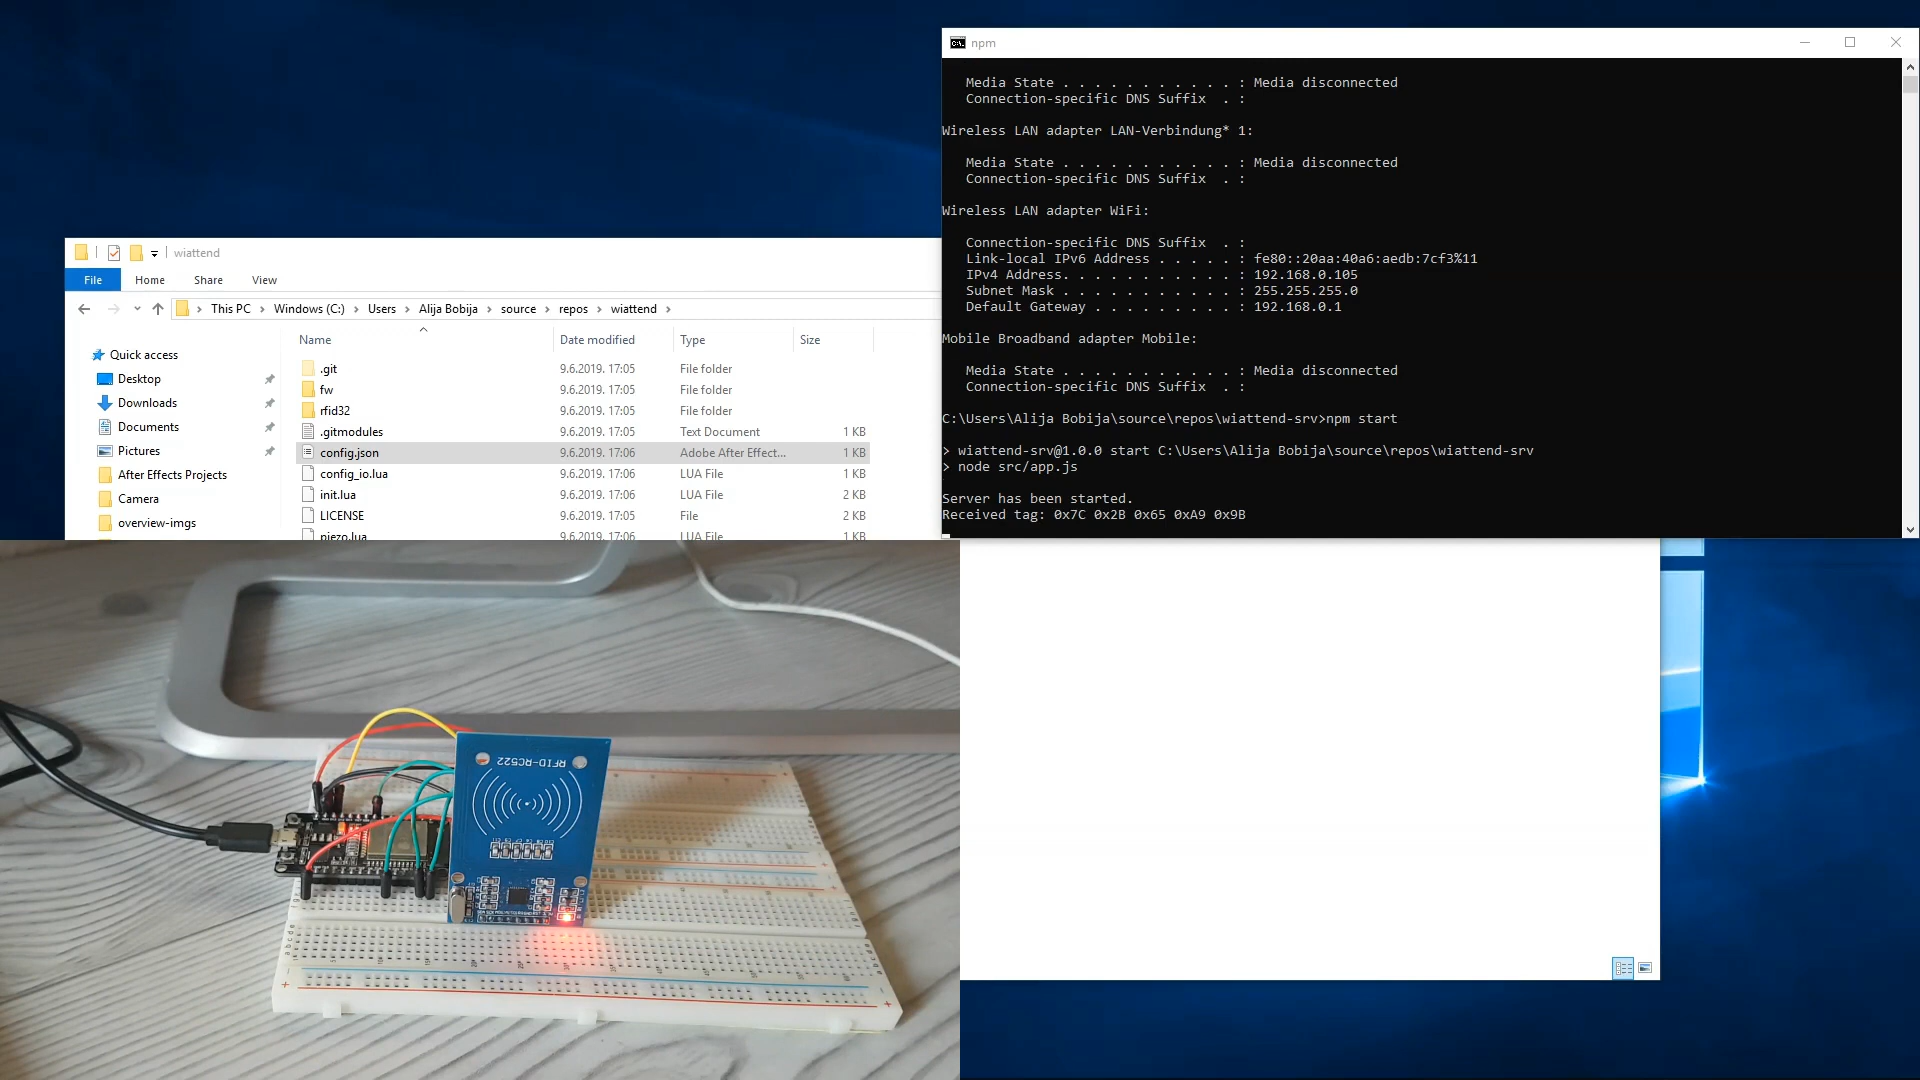 npm
Media State . . . . . . . . . . . : Media disconnected
Connection-specific DNS Suffix  . :
Wireless LAN adapter LAN-Verbindung* 1:
Media State . . . . . . . . . . . : Media disconnected
Connection-specific DNS Suffix  . :
Wireless LAN adapter WiFi:
Connection-specific DNS Suffix  . :
Link-local IPv6 Address . . . . . : fe80::20aa:40a6:aedb:7cf3%11
IPv4 Address. . . . . . . . . . . : 192.168.0.105
Subnet Mask . . . . . . . . . . . : 255.255.255.0
Default Gateway . . . . . . . . . : 192.168.0.1
Mobile Broadband adapter Mobile:
Media State . . . . . . . . . . . : Media disconnected
Connection-specific DNS Suffix  . :
C:\Users\Alija Bobija\source\repos\wiattend-srv>npm start
> wiattend-srv@1.0.0 start C:\Users\Alija Bobija\source\repos\wiattend-srv
> node src/app.js
Server has been started.
Received tag: 0x7C 0x2B 0x65 0xA9 0x9B
wiattend
File Home Share View
This PC > Windows (C:) > Users > Alija Bobija > source > repos > wiattend >
Name Date modified Type Size
Quick access
Desktop
Downloads
Documents
Pictures
After Effects Projects
Camera
overview-imgs
.git 9.6.2019. 17:05 File folder
fw 9.6.2019. 17:05 File folder
rfid32 9.6.2019. 17:05 File folder
.gitmodules 9.6.2019. 17:05 Text Document 1 KB
config.json 9.6.2019. 17:06 Adobe After Effect... 1 KB
config_io.lua 9.6.2019. 17:06 LUA File 1 KB
init.lua 9.6.2019. 17:06 LUA File 2 KB
LICENSE 9.6.2019. 17:05 File 2 KB
piezo.lua 9.6.2019. 17:06 LUA File 1 KB
RFID-RC522